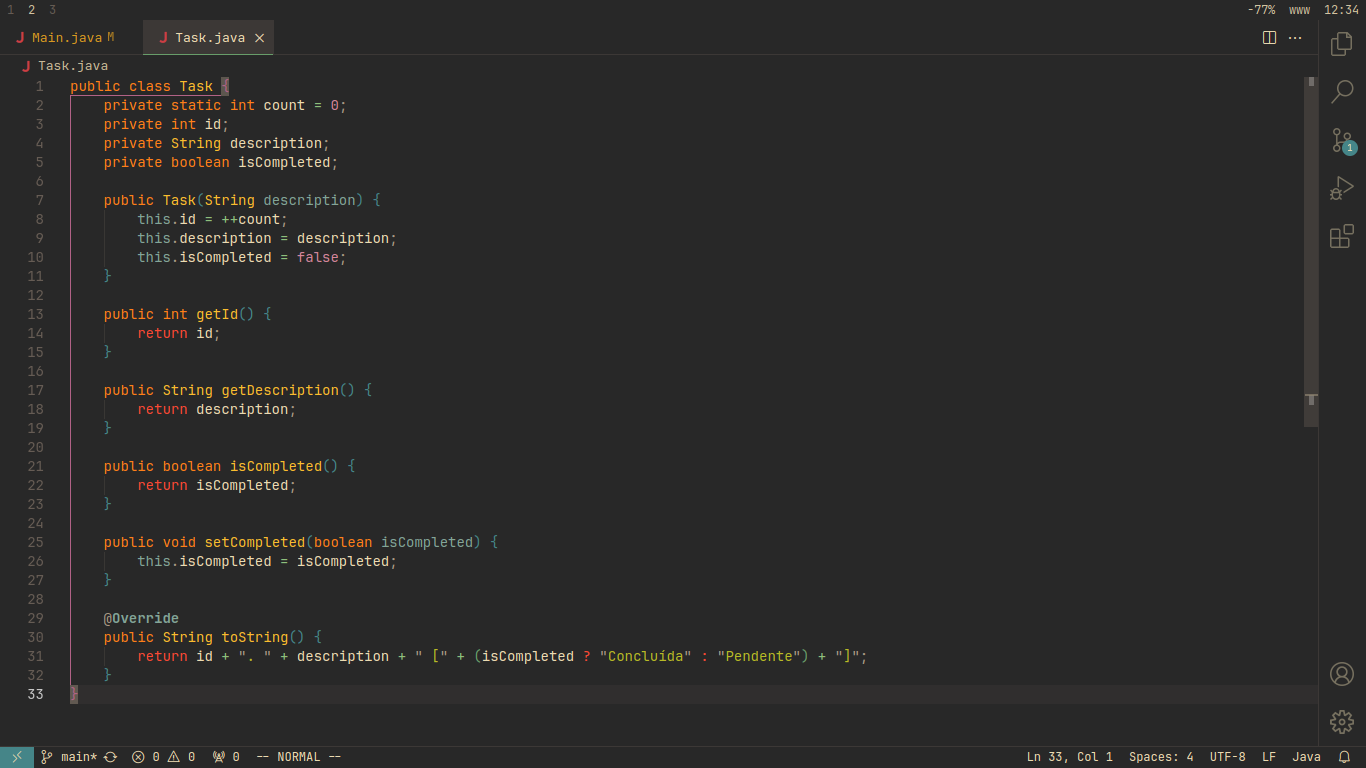 1 2 3 -77% www 12:34
J Main.java M J Task.java
J Task.java
1 public class Task {
2     private static int count = 0;
3     private int id;
4     private String description;
5     private boolean isCompleted;
6
7     public Task(String description) {
8         this.id = ++count;
9         this.description = description;
10         this.isCompleted = false;
11     }
12
13     public int getId() {
14         return id;
15     }
16
17     public String getDescription() {
18         return description;
19     }
20
21     public boolean isCompleted() {
22         return isCompleted;
23     }
24
25     public void setCompleted(boolean isCompleted) {
26         this.isCompleted = isCompleted;
27     }
28
29     @Override
30     public String toString() {
31         return id + ". " + description + " [" + (isCompleted ? "Concluída" : "Pendente") + "]";
32     }
33 }
1
main* 0 0 0 -- NORMAL -- Ln 33, Col 1 Spaces: 4 UTF-8 LF Java